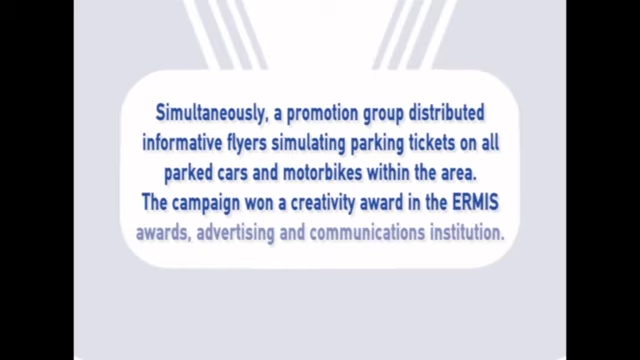 Simultaneously, a promotion group distributed
informative flyers simulating parking tickets on all
parked cars and motorbikes within the area.
The campaign won a creativity award in the ERMIS
awards, advertising and communications institution.